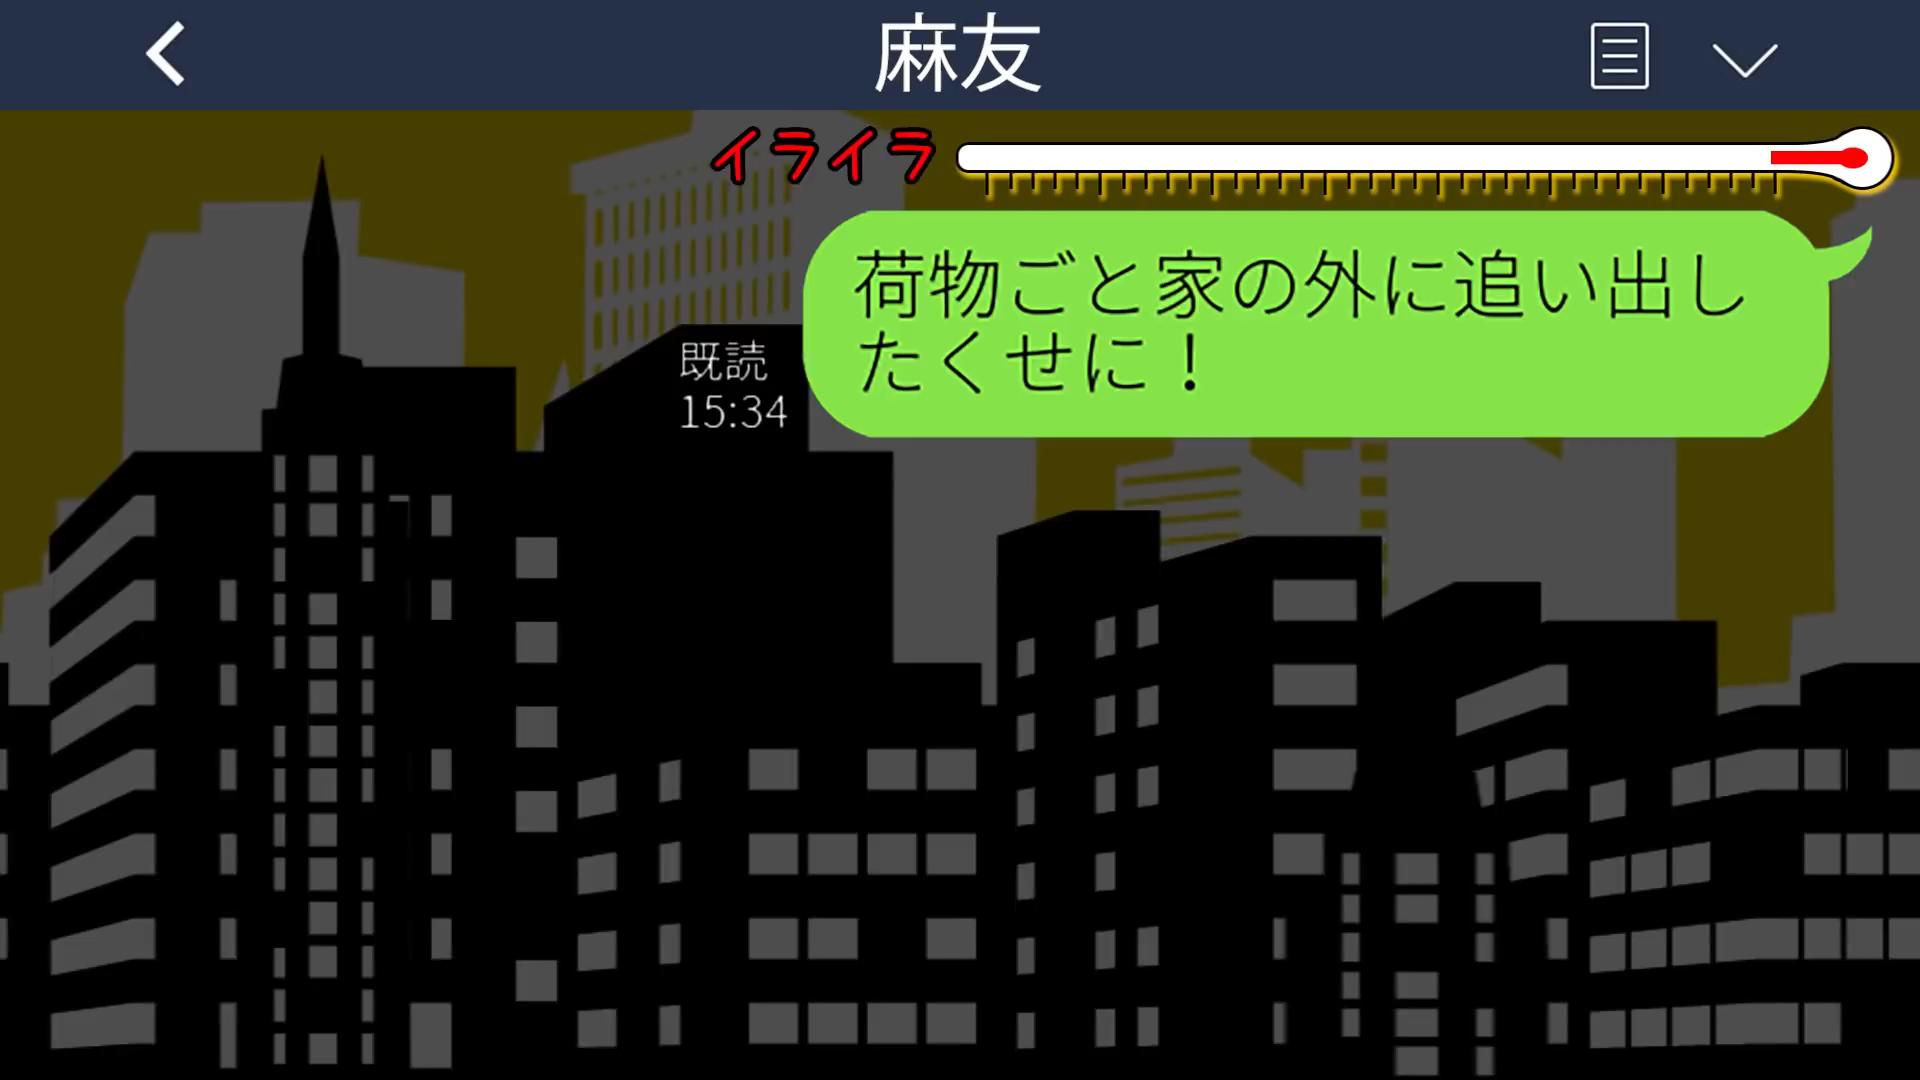 麻友
イライラ
荷物ごと家の外に追い出し
たくせに！
既読
15:34